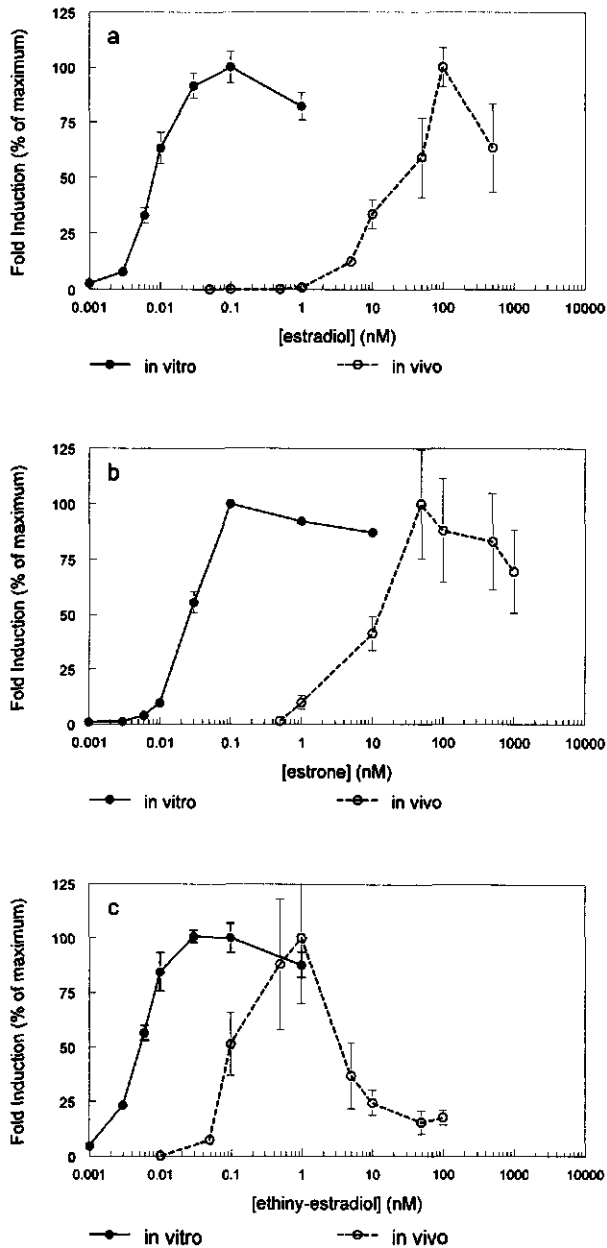 a
Fold Induction (% of maximum)
125
100
75
50
25
0
0.001 0.01 0.1 1 10 100 1000 10000
[estradiol] (nM)
in vitro in vivo
b
Fold Induction (% of maximum)
125
100
75
50
25
0
0.001 0.01 0.1 1 10 100 1000 10000
[estrone] (nM)
in vitro in vivo
c
Fold Induction (% of maximum)
125
100
75
50
25
0
0.001 0.01 0.1 1 10 100 1000 10000
[ethiny-estradiol] (nM)
in vitro in vivo